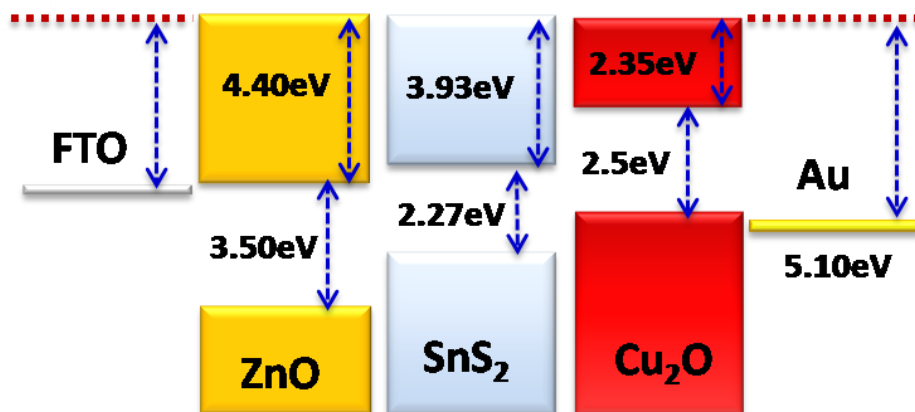 FTO
4.40eV
3.50eV
ZnO
3.93eV
2.27eV
SnS₂
2.35eV
2.5eV
Cu₂O
Au
5.10eV